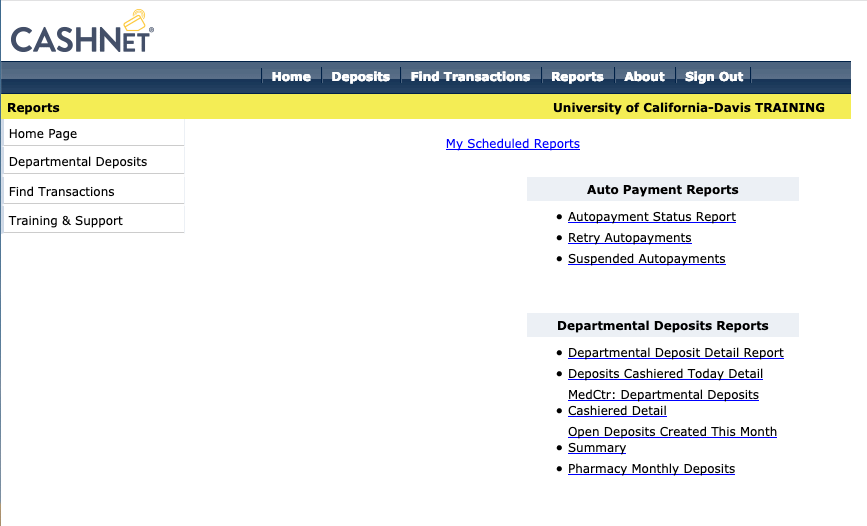 CASHNET®
Home Deposits Find Transactions Reports About Sign Out
Reports University of California-Davis TRAINING
Home Page
Departmental Deposits
Find Transactions
Training & Support
My Scheduled Reports
Auto Payment Reports
Autopayment Status Report
Retry Autopayments
Suspended Autopayments
Departmental Deposits Reports
Departmental Deposit Detail Report
Deposits Cashiered Today Detail
MedCtr: Departmental Deposits
Cashiered Detail
Open Deposits Created This Month
Summary
Pharmacy Monthly Deposits